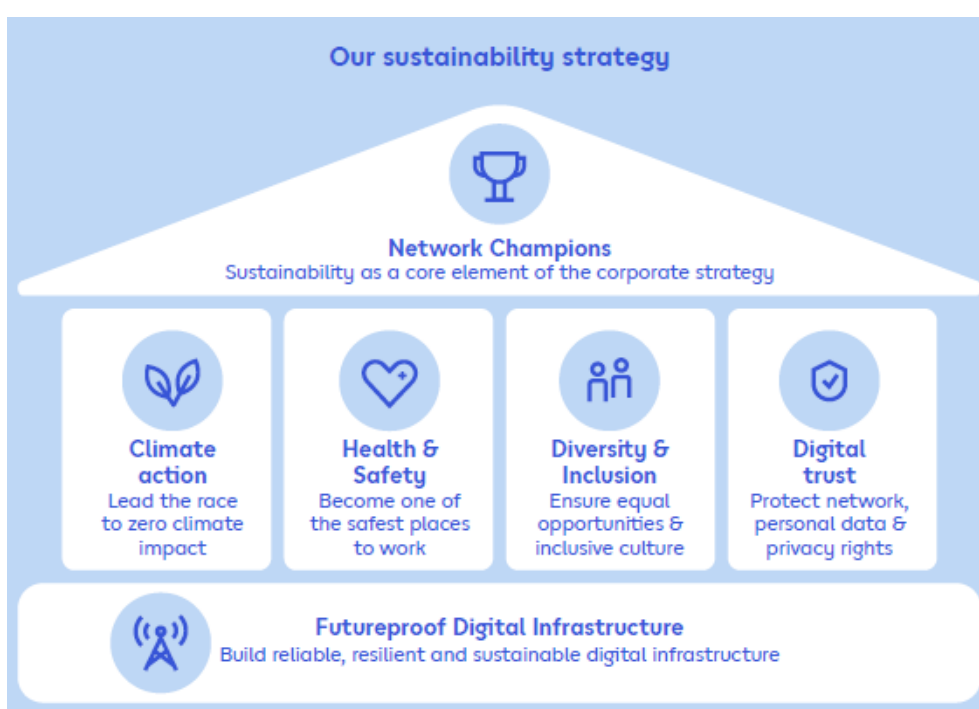 Our sustainability strategy
Network Champions
Sustainability as a core element of the corporate strategy
Climate
action
Lead the race
to zero climate
impact
Health &
Safety
Become one of
the safest places
to work
Diversity &
Inclusion
Ensure equal
opportunities &
inclusive culture
Digital
trust
Protect network,
personal data &
privacy rights
Futureproof Digital Infrastructure
Build reliable, resilient and sustainable digital infrastructure